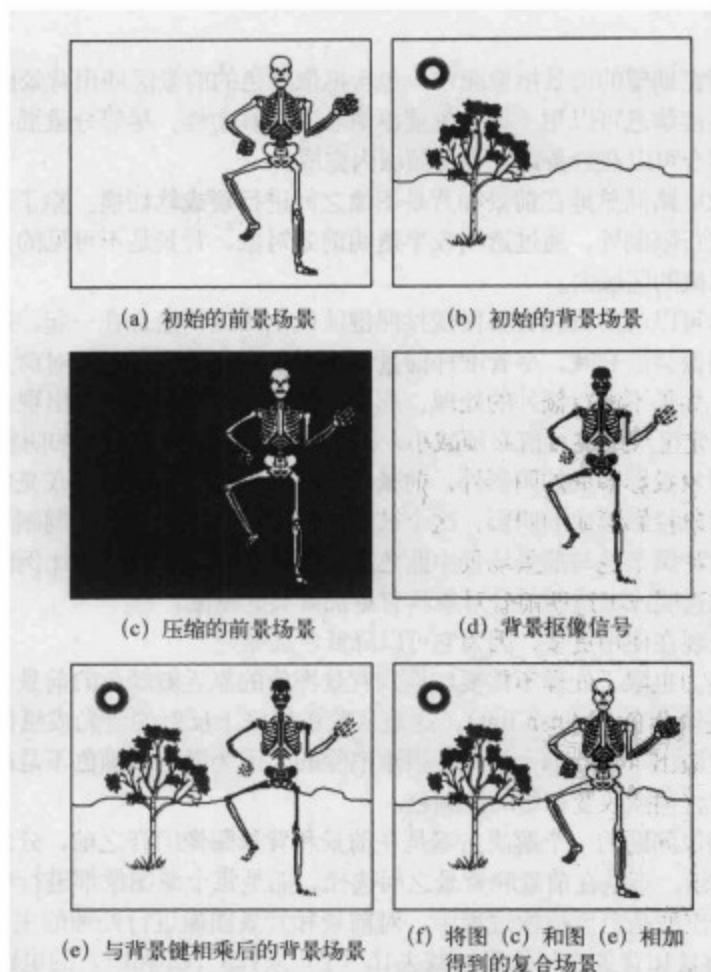 (a) 初始的前景场景
(b) 初始的背景场景
(c) 压缩的前景场景
(d) 背景抠像信号
(e) 与背景键相乘后的背景场景
(f) 将图 (c) 和图 (e) 相加
得到的复合场景